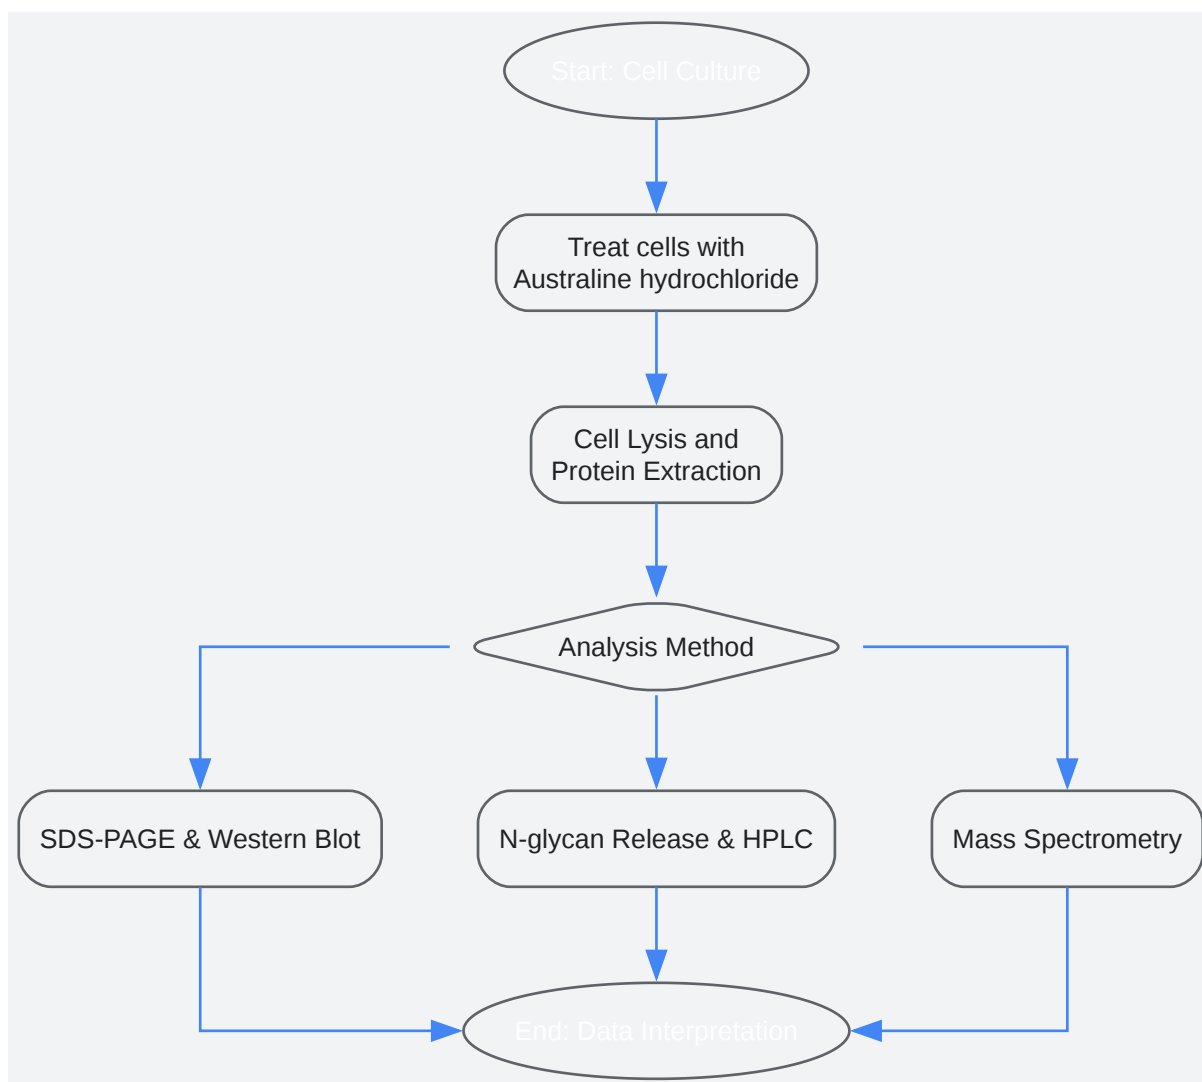 Start: Cell Culture
Treat cells with
Australine hydrochloride
Cell Lysis and
Protein Extraction
Analysis Method
SDS-PAGE & Western Blot
N-glycan Release & HPLC
Mass Spectrometry
End: Data Interpretation